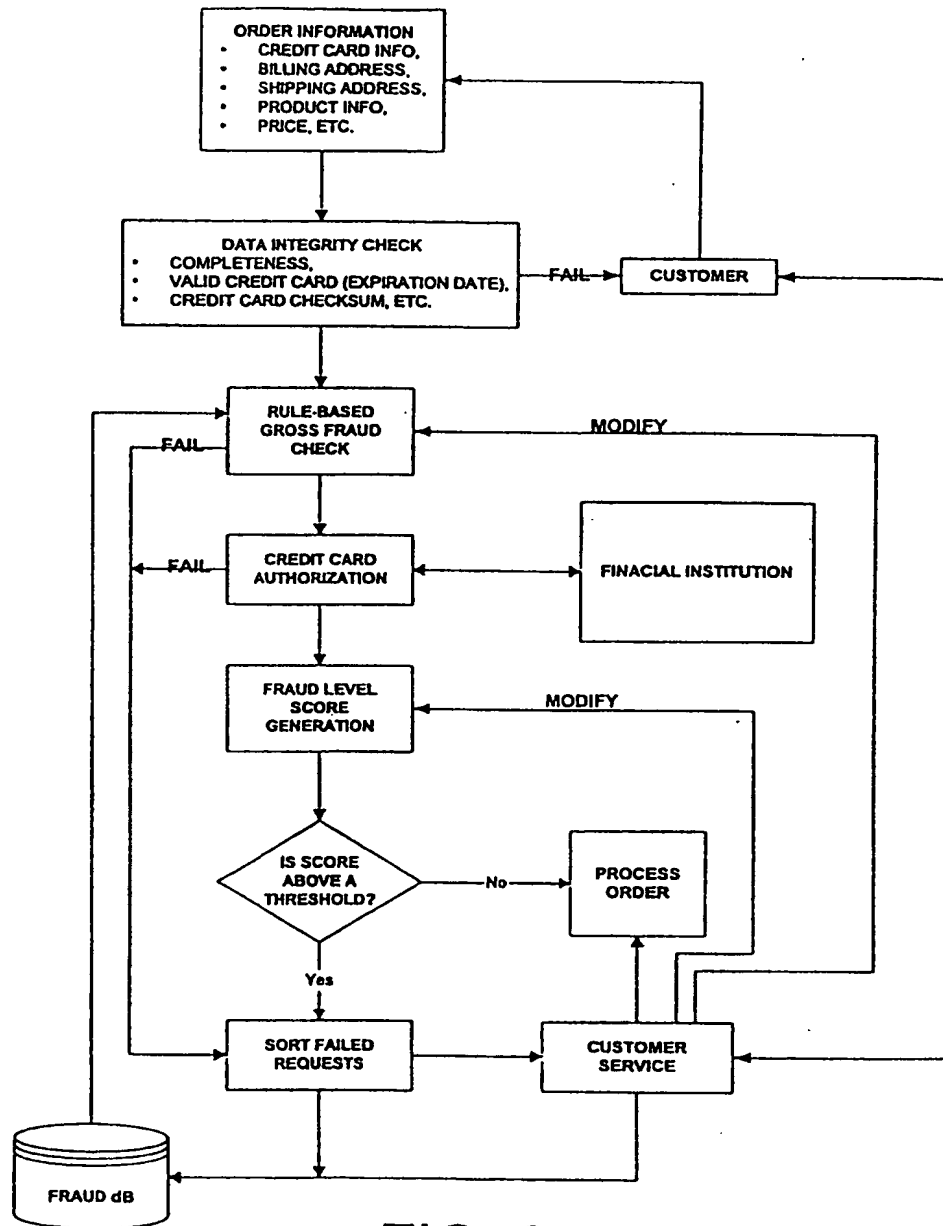 ORDER INFORMATION
• CREDIT CARD INFO,
• BILLING ADDRESS,
• SHIPPING ADDRESS,
• PRODUCT INFO,
• PRICE, ETC.
DATA INTEGRITY CHECK
• COMPLETENESS,
• VALID CREDIT CARD (EXPIRATION DATE),
• CREDIT CARD CHECKSUM, ETC.
FAIL
CUSTOMER
RULE-BASED
GROSS FRAUD
CHECK
FAIL
MODIFY
CREDIT CARD
AUTHORIZATION
FAIL
FINACIAL INSTITUTION
FRAUD LEVEL
SCORE
GENERATION
MODIFY
IS SCORE
ABOVE A
THRESHOLD?
No
PROCESS
ORDER
Yes
SORT FAILED
REQUESTS
CUSTOMER
SERVICE
FRAUD dB